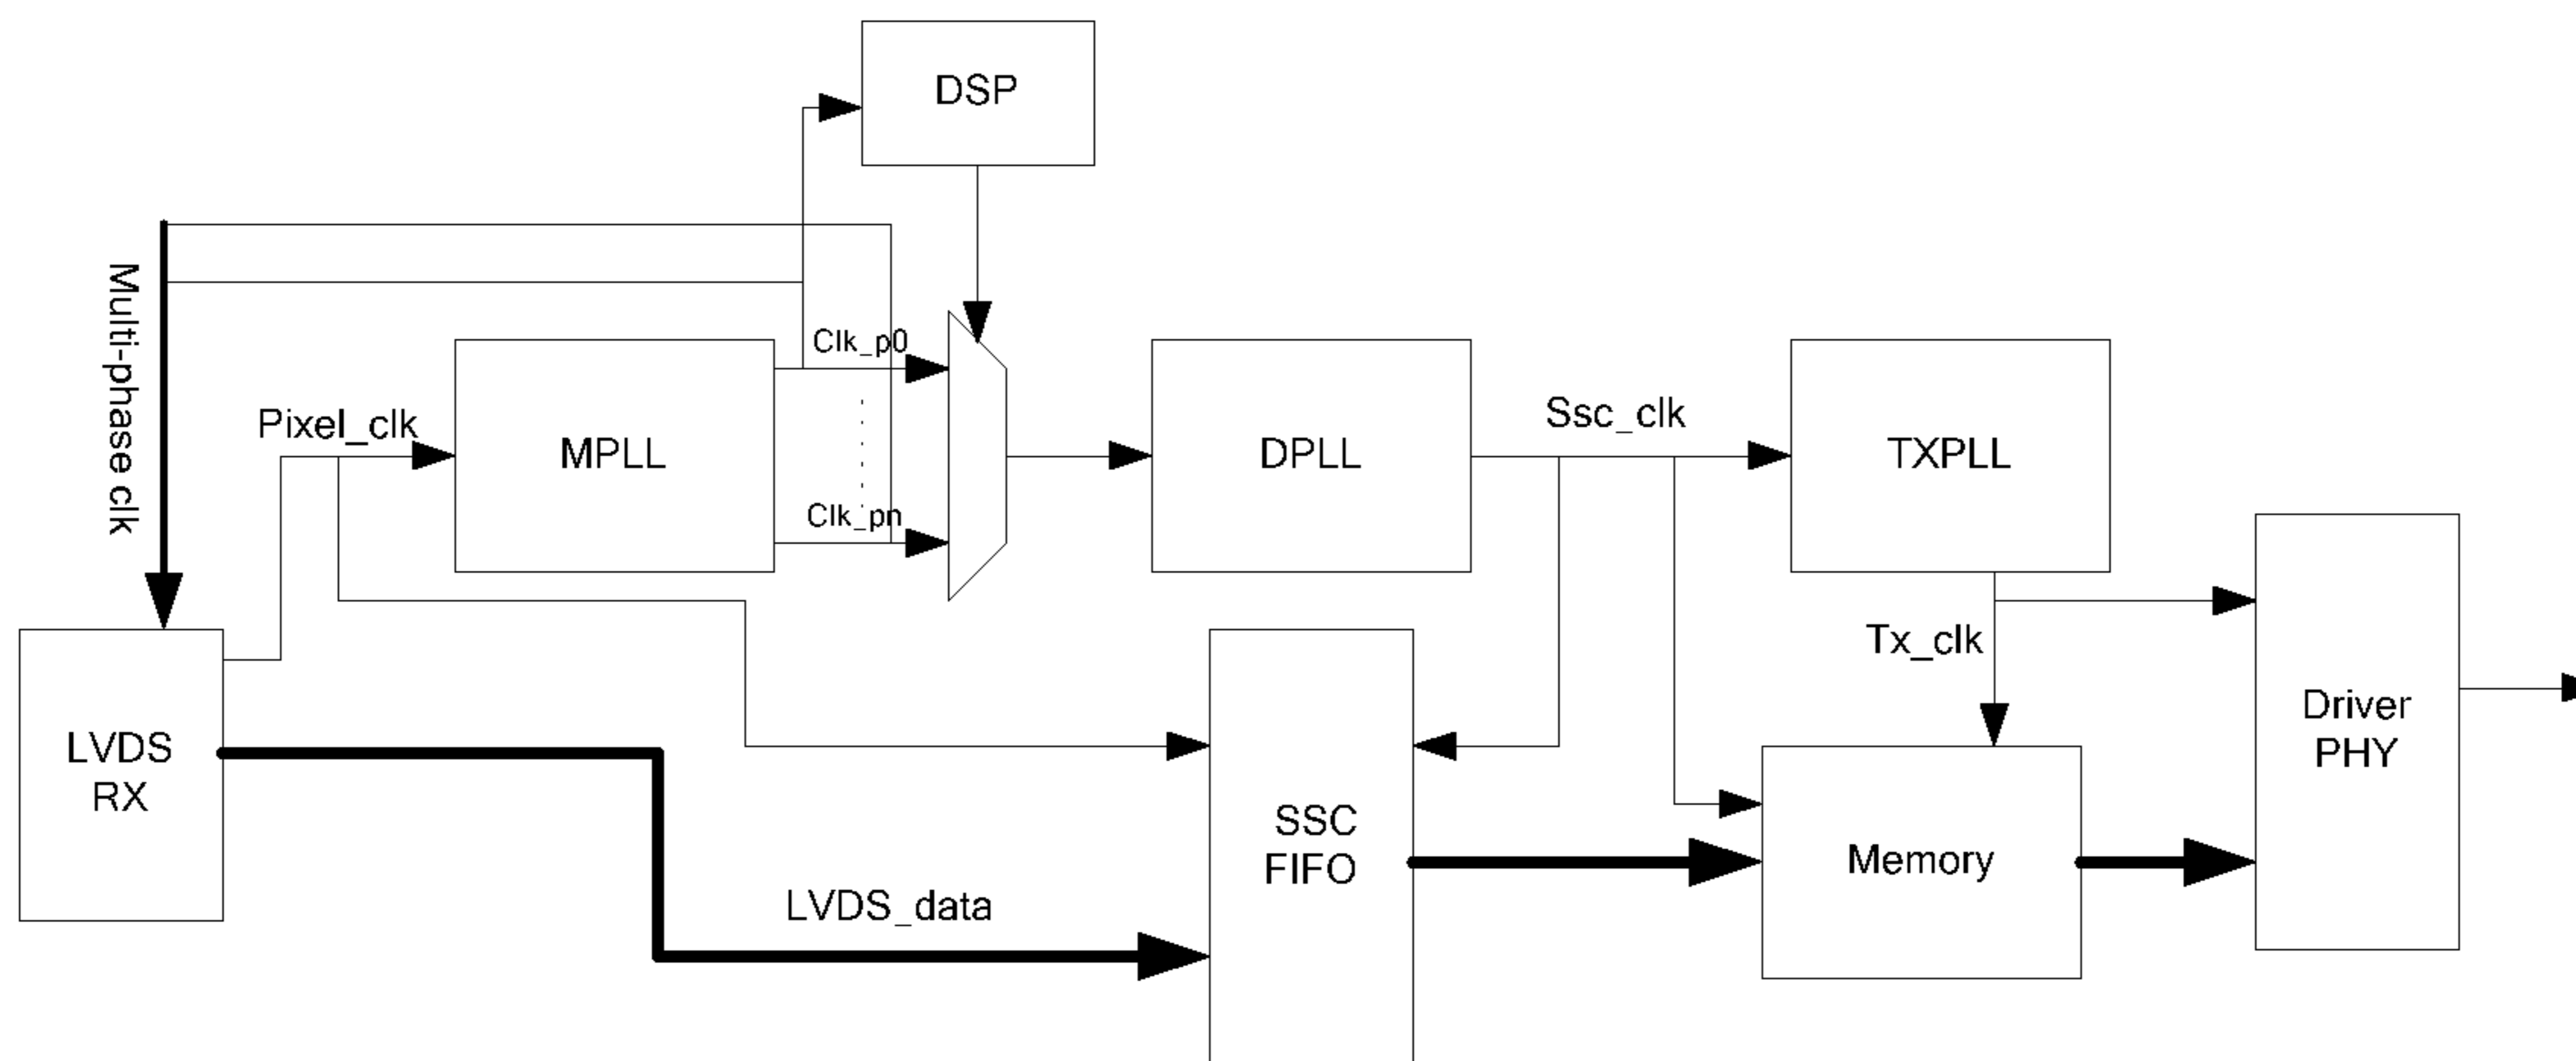 DSP
Multi-phase clk
Clk_p0
Pixel_clk
MPLL
Clk_pn
DPLL
Ssc_clk
TXPLL
Tx_clk
Driver
PHY
LVDS
RX
LVDS_data
SSC
FIFO
Memory